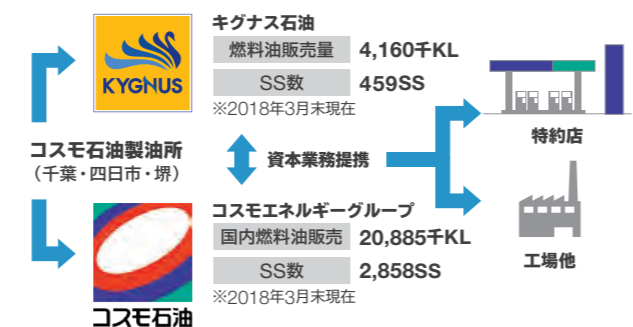 キグナス石油
KYGNUS
燃料油販売量 4,160千KL
SS数 459SS
※2018年3月末現在
コスモ石油製油所
（千葉・四日市・堺）
資本業務提携
特約店
工場他
コスモエネルギーグループ
国内燃料油販売 20,885千KL
SS数 2,858SS
※2018年3月末現在
コスモ石油